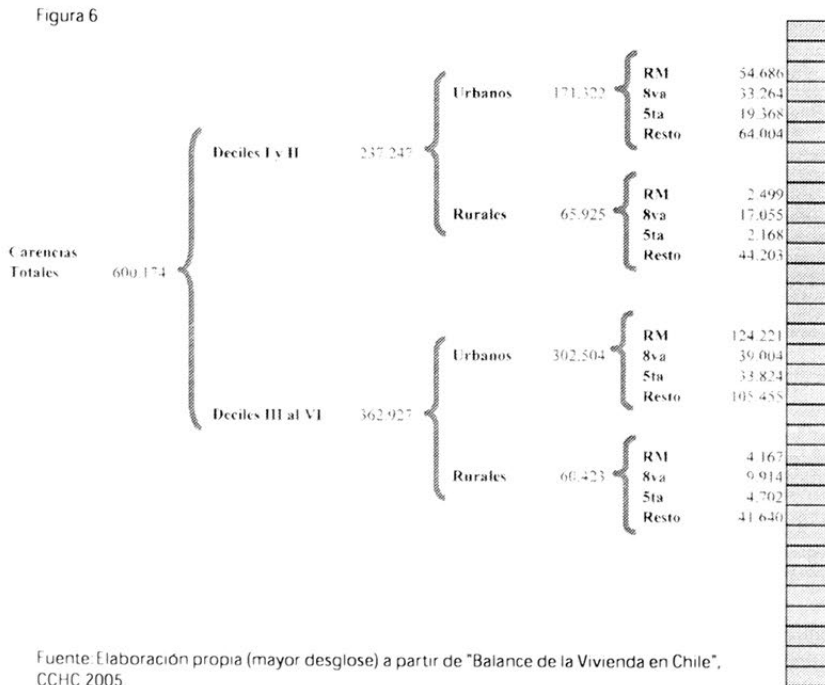 Figura 6
RM 54.686
Urbanos 171.322 8va 33.264
5ta 19.368
Resto 64.004
Deciles I y II 237.247
RM 2.499
Rurales 65.925 8va 17.055
5ta 2.168
Resto 44.203
Carencias
Totales 600.174
RM 124.221
Urbanos 302.504 8va 39.004
5ta 33.824
Resto 105.455
Deciles III al VI 362.927
RM 4.167
Rurales 60.423 8va 9.914
5ta 4.702
Resto 41.640
Fuente: Elaboración propia (mayor desglose) a partir de "Balance de la Vivienda en Chile",
CCHC 2005